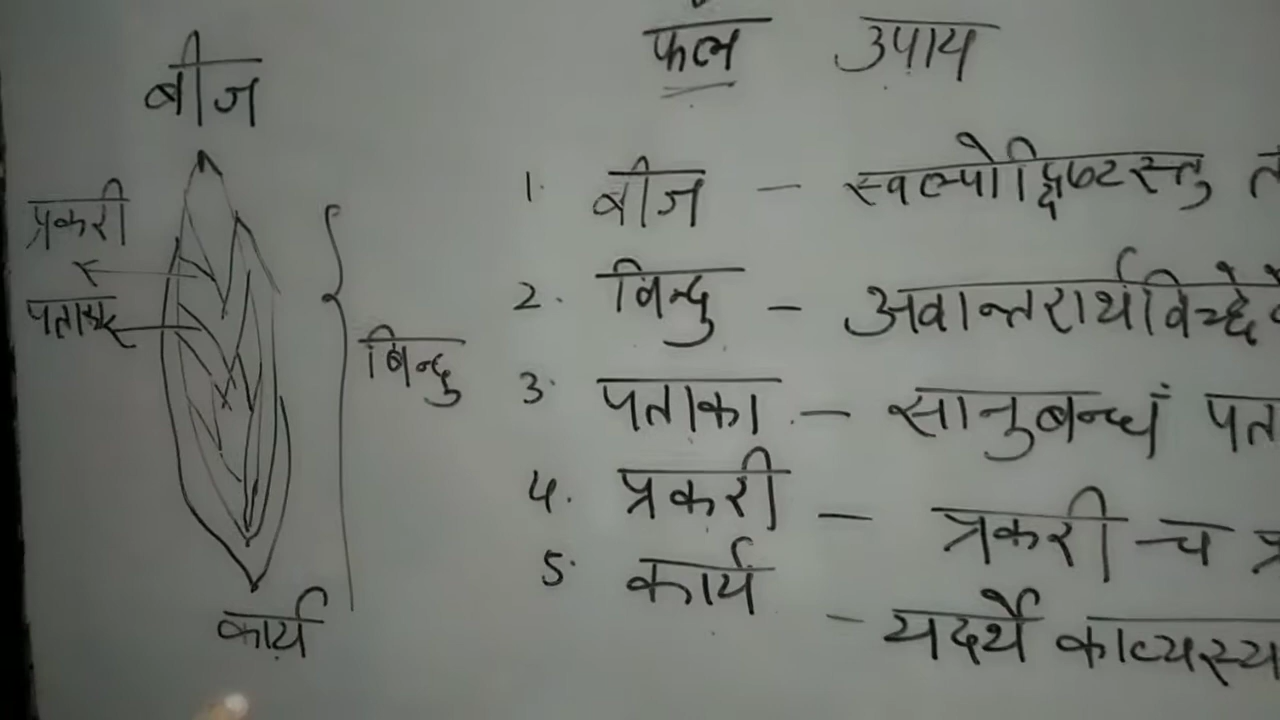 फल उपाय
बीज
प्रकरी
पताका
बिन्दु
कार्य
1. बीज – स्वल्पोद्दिष्टस्तु
2. विन्दु – अवान्तरार्थविच्छेदे
3. पताका – सानुबन्धं पता
4. प्रकरी – प्रकरी च प्र
5. कार्य – यदर्थे काव्यस्य